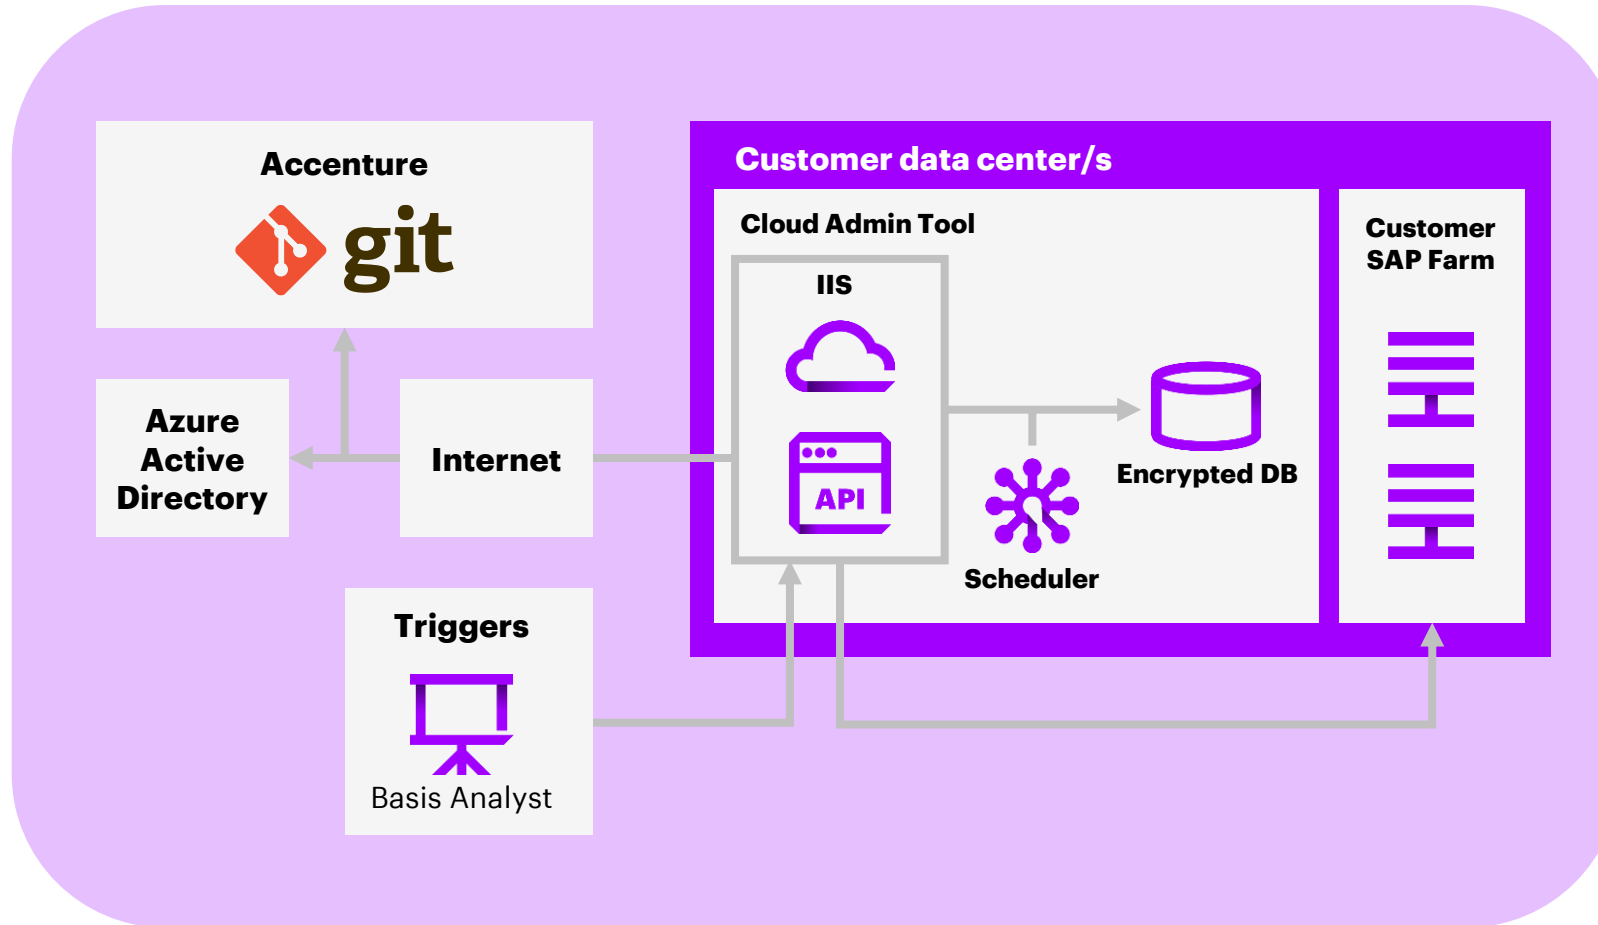 Accenture
git
Azure
Active
Directory
Internet
Triggers
Basis Analyst
Customer data center/s
Cloud Admin Tool
IIS
API
Scheduler
Encrypted DB
Customer
SAP Farm